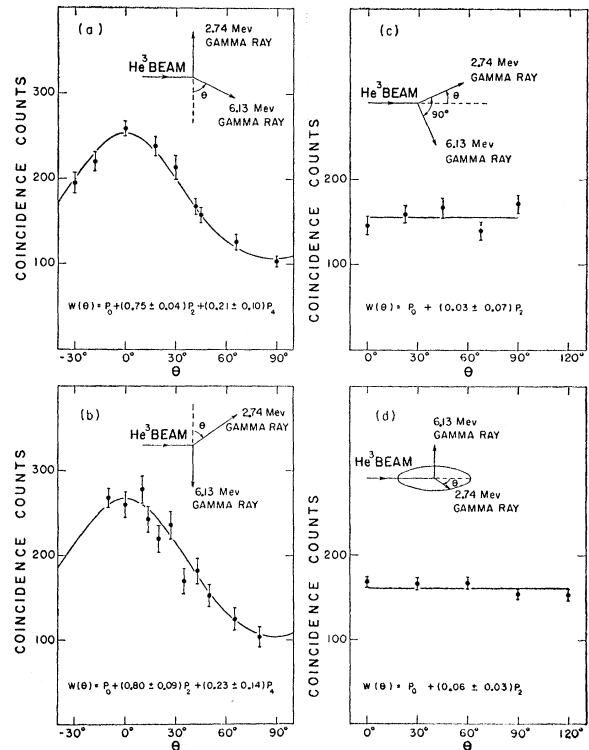 (a)
2.74 Mev
GAMMA RAY
He³ BEAM
θ
6.13 Mev
GAMMA RAY
COINCIDENCE COUNTS
300
200
100
W(θ) = P₀ + (0.75 ± 0.04)P₂ + (0.21 ± 0.10)P₄
-30° 0° 30° 60° 90°
θ
(b)
2.74 Mev
GAMMA RAY
θ
He³ BEAM
6.13 Mev
GAMMA RAY
COINCIDENCE COUNTS
300
200
100
W(θ) = P₀ + (0.80 ± 0.09)P₂ + (0.23 ± 0.14)P₄
-30° 0° 30° 60° 90°
θ
(c)
2.74 Mev
GAMMA RAY
He³ BEAM
θ
90°
6.13 Mev
GAMMA RAY
COINCIDENCE COUNTS
300
200
100
W(θ) = P₀ + (0.03 ± 0.07)P₂
0° 30° 60° 90° 120°
θ
(d)
6.13 Mev
GAMMA RAY
He³ BEAM
θ
2.74 Mev
GAMMA RAY
COINCIDENCE COUNTS
300
200
100
W(θ) = P₀ + (0.06 ± 0.03)P₂
0° 30° 60° 90° 120°
θ